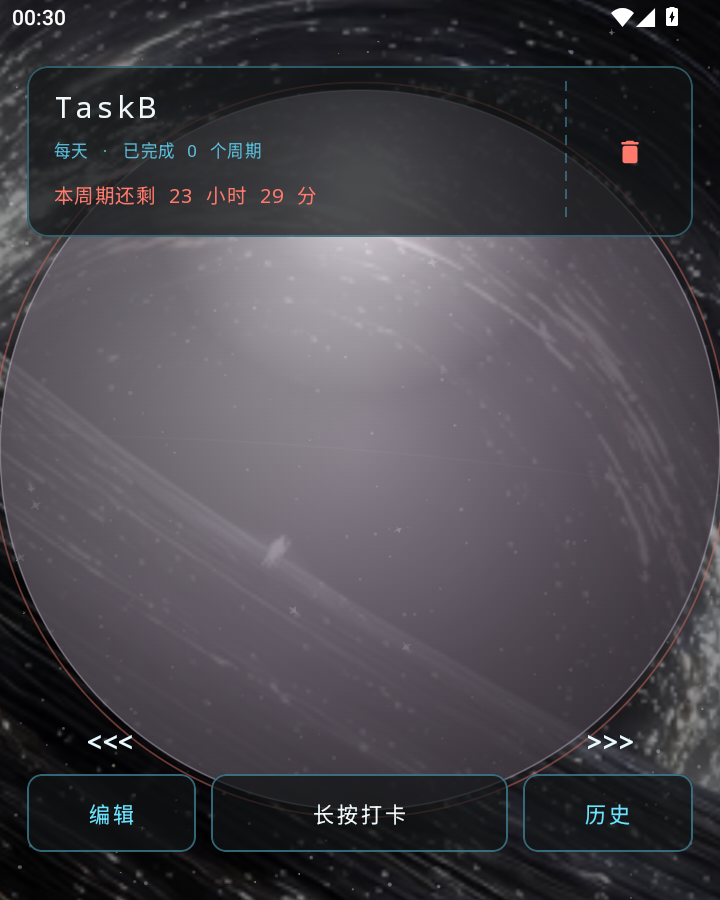 00:30
TaskB
每天 · 已完成 0 个周期
本周期还剩 23 小时 29 分
<<< >>>
编辑 长按打卡 历史